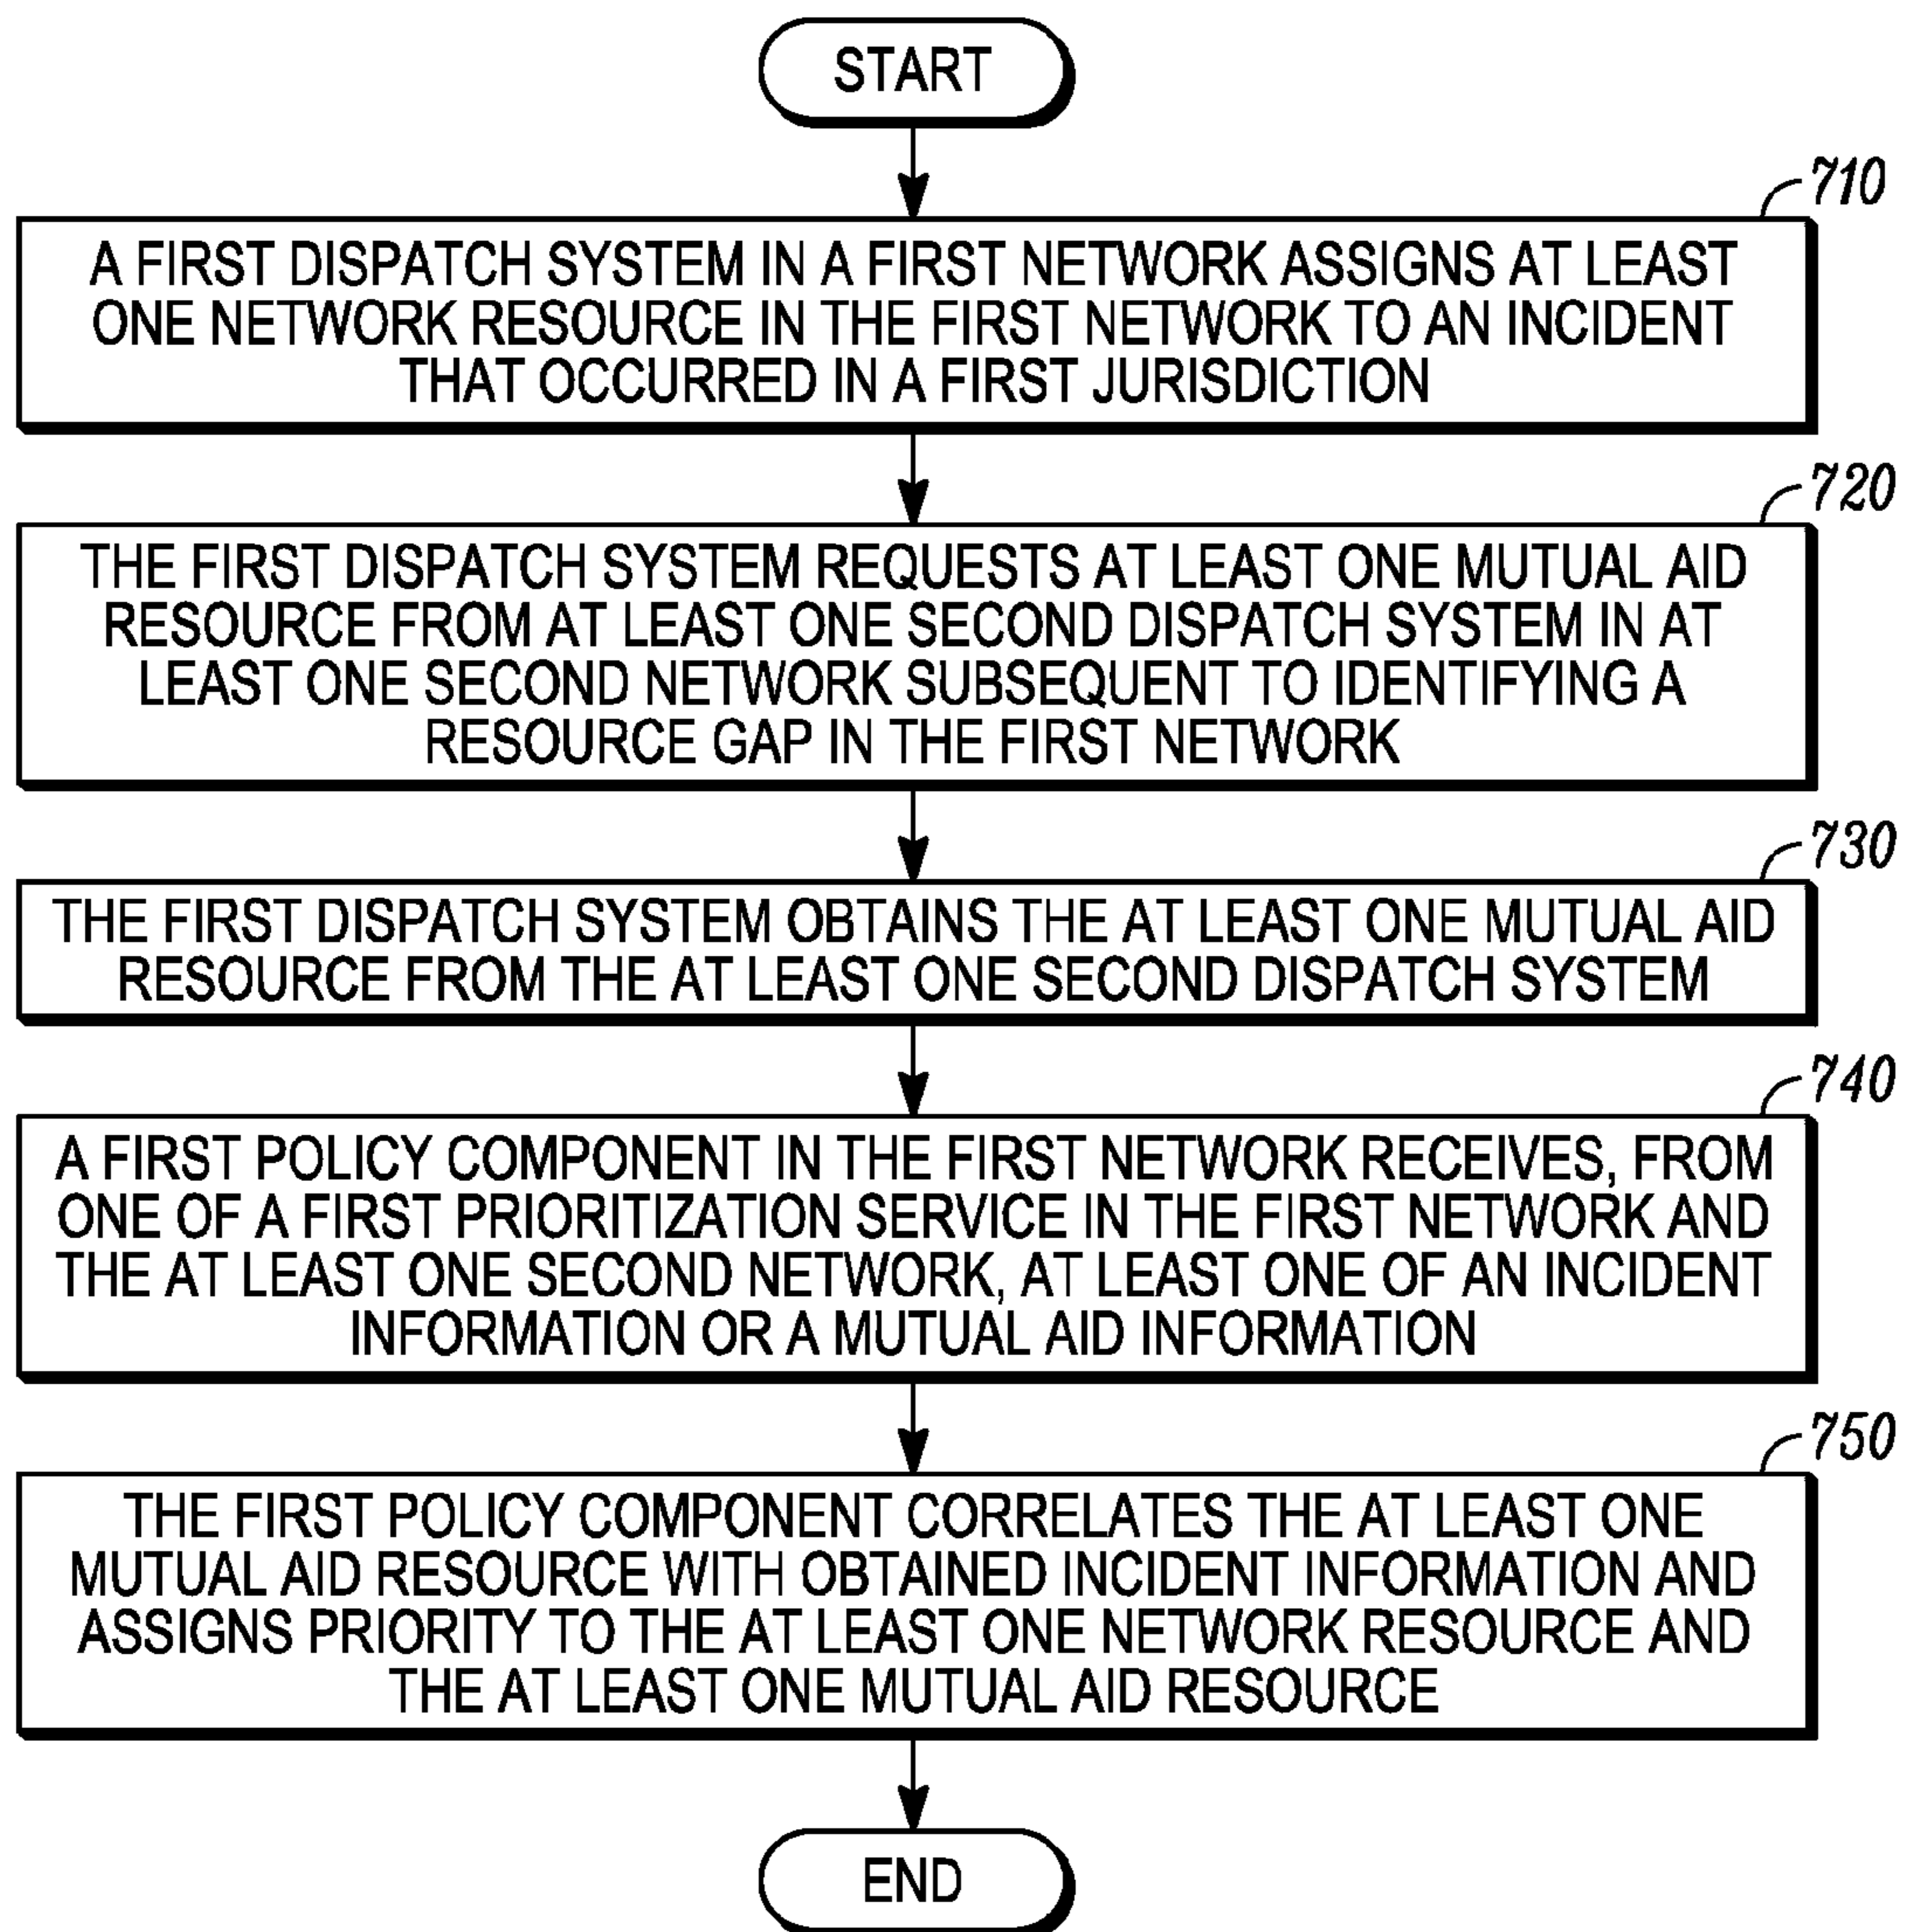 START
710
A FIRST DISPATCH SYSTEM IN A FIRST NETWORK ASSIGNS AT LEAST
ONE NETWORK RESOURCE IN THE FIRST NETWORK TO AN INCIDENT
THAT OCCURRED IN A FIRST JURISDICTION
720
THE FIRST DISPATCH SYSTEM REQUESTS AT LEAST ONE MUTUAL AID
RESOURCE FROM AT LEAST ONE SECOND DISPATCH SYSTEM IN AT
LEAST ONE SECOND NETWORK SUBSEQUENT TO IDENTIFYING A
RESOURCE GAP IN THE FIRST NETWORK
730
THE FIRST DISPATCH SYSTEM OBTAINS THE AT LEAST ONE MUTUAL AID
RESOURCE FROM THE AT LEAST ONE SECOND DISPATCH SYSTEM
740
A FIRST POLICY COMPONENT IN THE FIRST NETWORK RECEIVES, FROM
ONE OF A FIRST PRIORITIZATION SERVICE IN THE FIRST NETWORK AND
THE AT LEAST ONE SECOND NETWORK, AT LEAST ONE OF AN INCIDENT
INFORMATION OR A MUTUAL AID INFORMATION
750
THE FIRST POLICY COMPONENT CORRELATES THE AT LEAST ONE
MUTUAL AID RESOURCE WITH OBTAINED INCIDENT INFORMATION AND
ASSIGNS PRIORITY TO THE AT LEAST ONE NETWORK RESOURCE AND
THE AT LEAST ONE MUTUAL AID RESOURCE
END